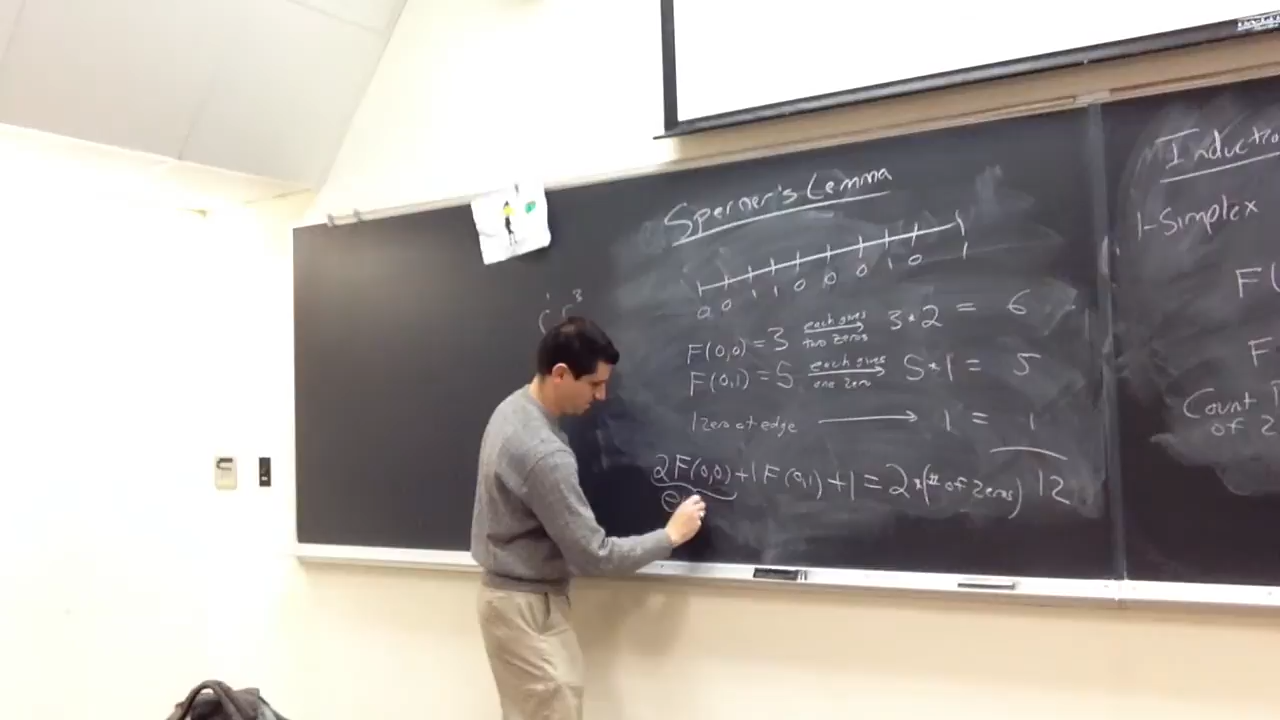 Sperner's Lemma
0 0 1 1 0 0 0 1 0 1
F(0,0) = 3 each gives two zeros 3*2 = 6
F(0,1) = 5 each gives one zero 5*1 = 5
1 zero at edge 1 = 1
2F(0,0) + 1F(0,1) + 1 = 2*(# of zeros) 12
Inductio
1-Simplex
F(
F
Count
of 2